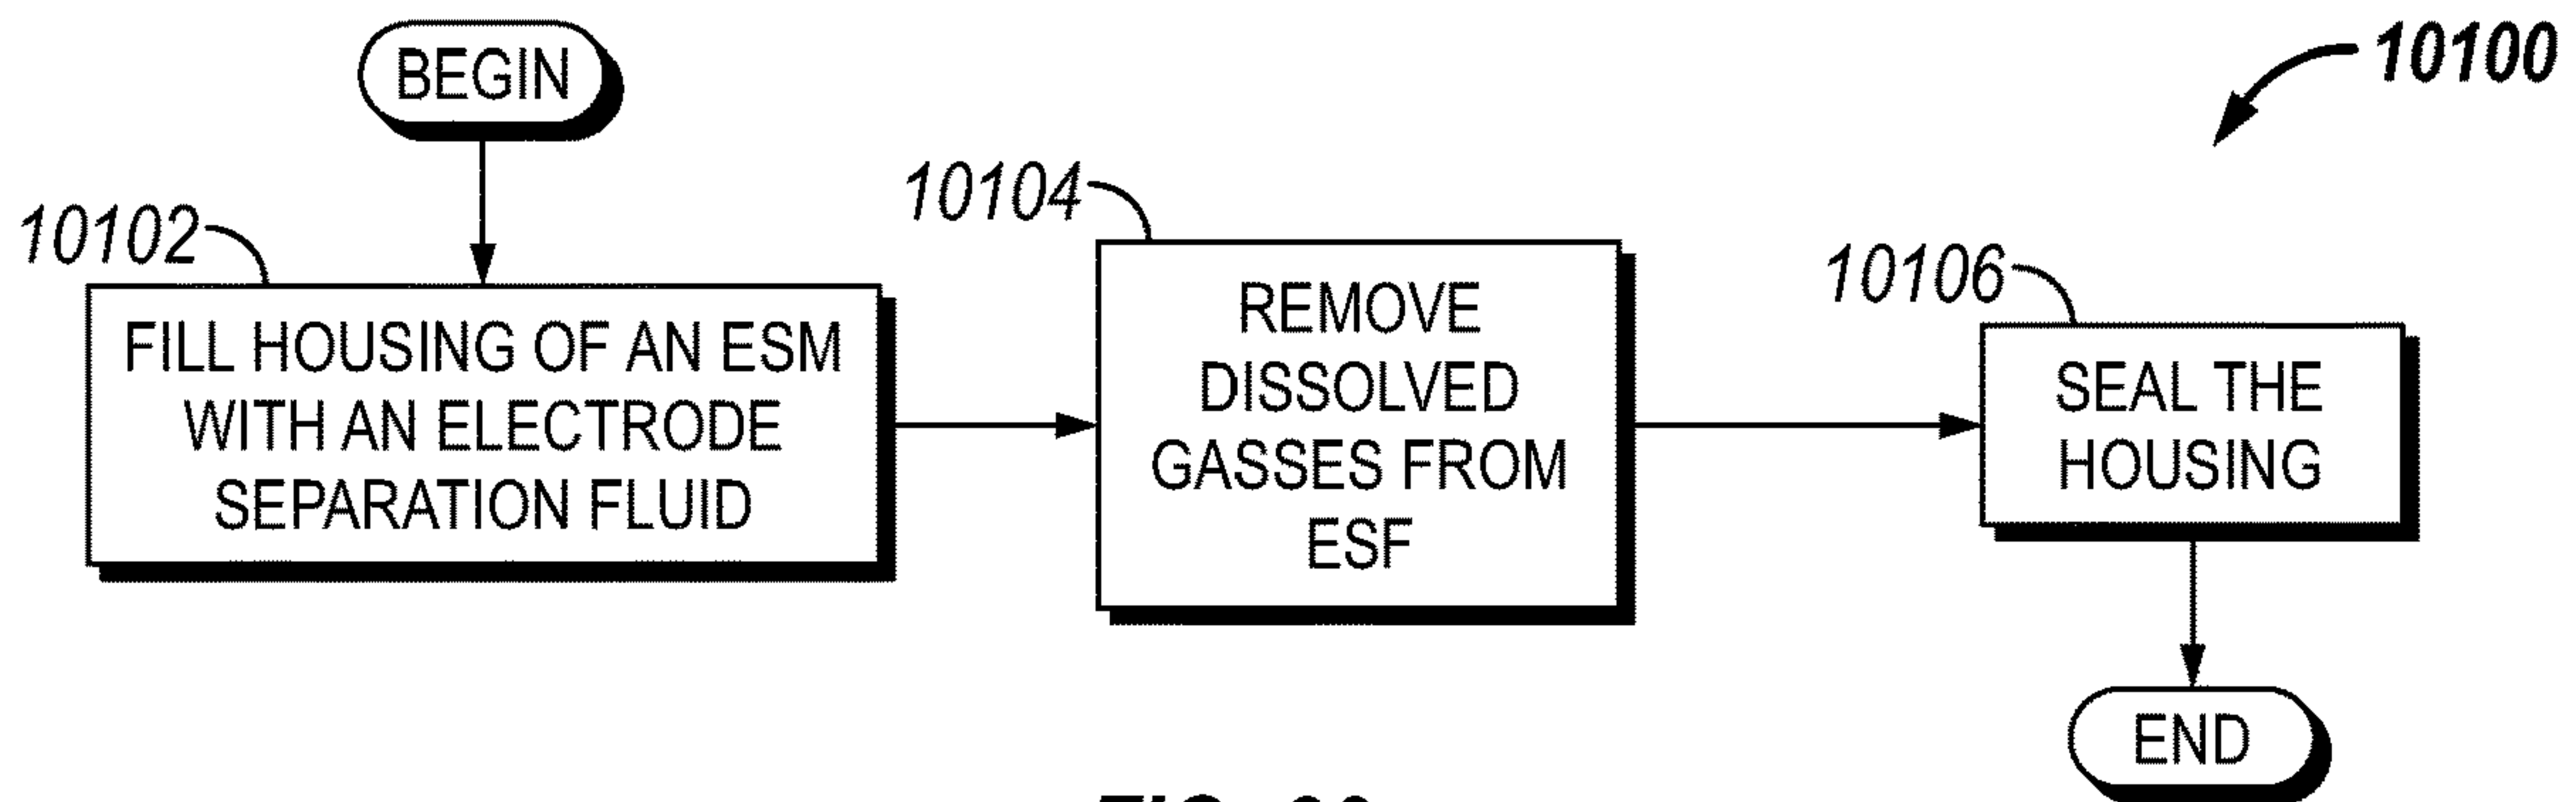 BEGIN
10100
10102
FILL HOUSING OF AN ESM
WITH AN ELECTRODE
SEPARATION FLUID
10104
REMOVE
DISSOLVED
GASSES FROM
ESF
10106
SEAL THE
HOUSING
END